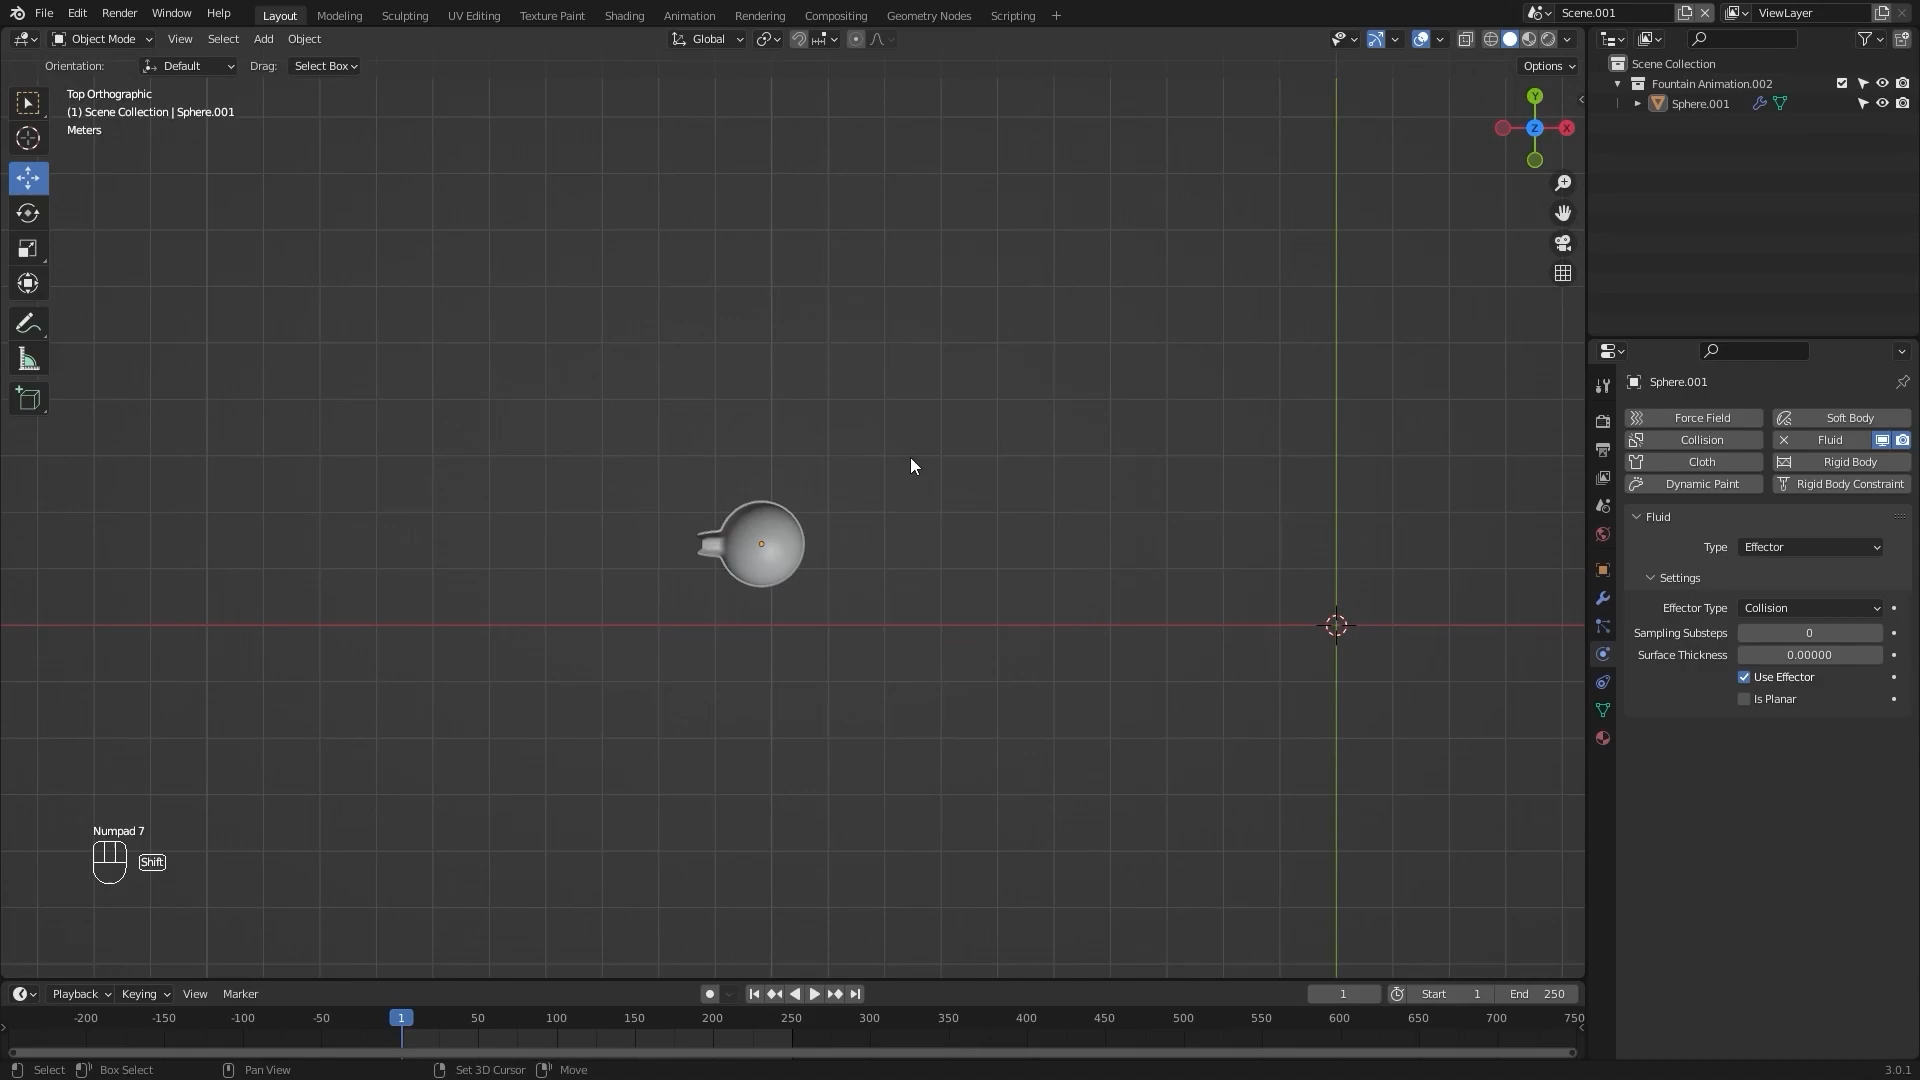 File Edit Render Window Help Layout Modeling Sculpting UV Editing Texture Paint Shading Animation Rendering Compositing Geometry Nodes Scripting + Scene.001 ViewLayer
Object Mode View Select Add Object Global
Orientation: Default Drag: Select Box Options
Top Orthographic
(1) Scene Collection | Sphere.001
Meters
Y
Z X
Scene Collection
Fountain Animation.002
Sphere.001
Sphere.001
Force Field Soft Body
Collision Fluid
Cloth Rigid Body
Dynamic Paint Rigid Body Constraint
Fluid
Type Effector
Settings
Effector Type Collision
Sampling Substeps 0
Surface Thickness 0.00000
Use Effector
Is Planar
Numpad 7
Shift
Playback Keying View Marker 1 Start 1 End 250
-200 -150 -100 -50 1 50 100 150 200 250 300 350 400 450 500 550 600 650 700 750
Select Box Select Pan View Set 3D Cursor Move 3.0.1